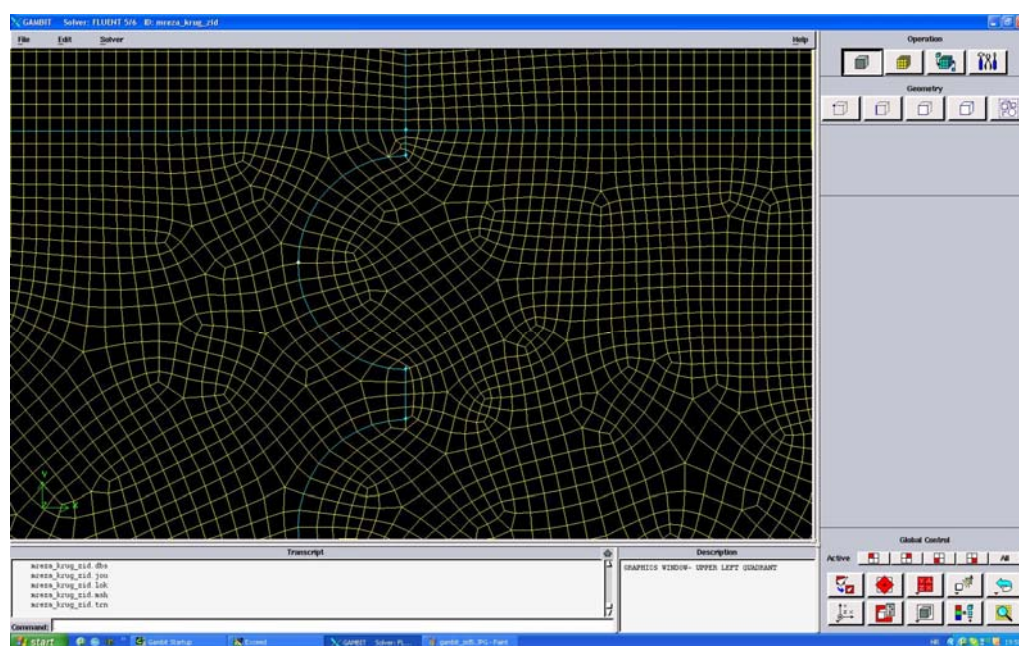 GAMBIT Solver: FLUENT 5/6 ID: mreza_krug_zid
File Edit Solver Help
Operation
Geometry
Y
X
Global Control
Active All
Transcript
mreza_krug_zid.dbs
mreza_krug_zid.jou
mreza_krug_zid.lok
mreza_krug_zid.msh
mreza_krug_zid.trn
Description
GRAPHICS WINDOW- UPPER LEFT QUADRANT
Command:
start
Gambit Startup
Exceed
GAMBIT Solver: FL...
gambit_pdf5.JPG - Paint
HR